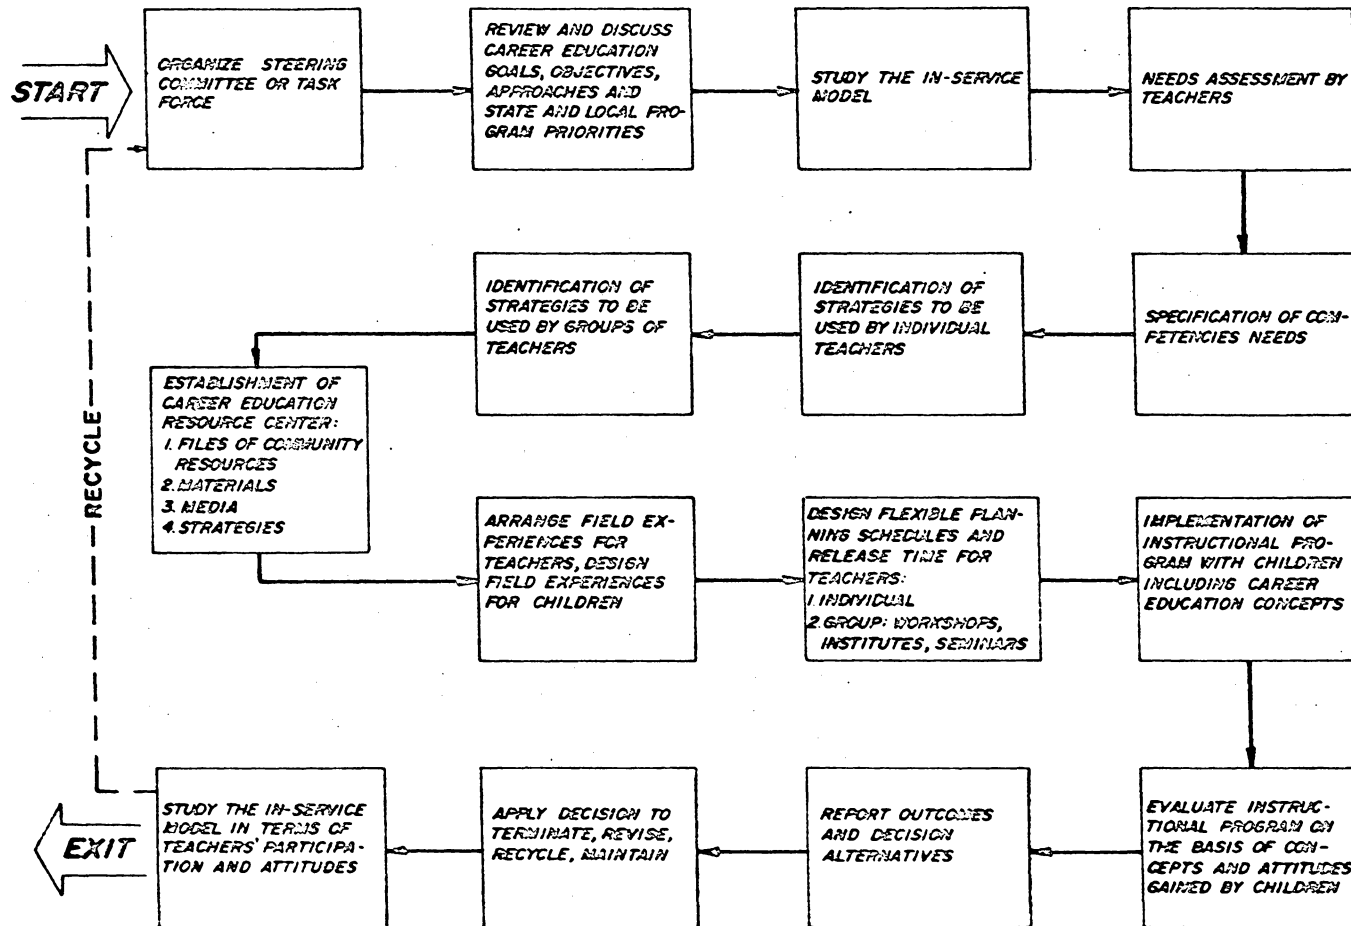 START
ORGANIZE STEERING
COMMITTEE OR TASK
FORCE
REVIEW AND DISCUSS
CAREER EDUCATION
GOALS, OBJECTIVES,
APPROACHES AND
STATE AND LOCAL PRO-
GRAM PRIORITIES
STUDY THE IN-SERVICE
MODEL
NEEDS ASSESSMENT BY
TEACHERS
SPECIFICATION OF COM-
PETENCIES NEEDS
IDENTIFICATION OF
STRATEGIES TO BE
USED BY INDIVIDUAL
TEACHERS
IDENTIFICATION OF
STRATEGIES TO BE
USED BY GROUPS OF
TEACHERS
ESTABLISHMENT OF
CAREER EDUCATION
RESOURCE CENTER:
1. FILES OF COMMUNITY
RESOURCES
2. MATERIALS
3. MEDIA
4. STRATEGIES
ARRANGE FIELD EX-
PERIENCES FOR
TEACHERS, DESIGN
FIELD EXPERIENCES
FOR CHILDREN
DESIGN FLEXIBLE PLAN-
NING SCHEDULES AND
RELEASE TIME FOR
TEACHERS:
1. INDIVIDUAL
2. GROUP: WORKSHOPS,
INSTITUTES, SEMINARS
IMPLEMENTATION OF
INSTRUCTIONAL PRO-
GRAM WITH CHILDREN
INCLUDING CAREER
EDUCATION CONCEPTS
EVALUATE INSTRUC-
TIONAL PROGRAM ON
THE BASIS OF CON-
CEPTS AND ATTITUDES
GAINED BY CHILDREN
REPORT OUTCOMES
AND DECISION
ALTERNATIVES
APPLY DECISION TO
TERMINATE, REVISE,
RECYCLE, MAINTAIN
STUDY THE IN-SERVICE
MODEL IN TERMS OF
TEACHERS' PARTICIPA-
TION AND ATTITUDES
EXIT
RECYCLE